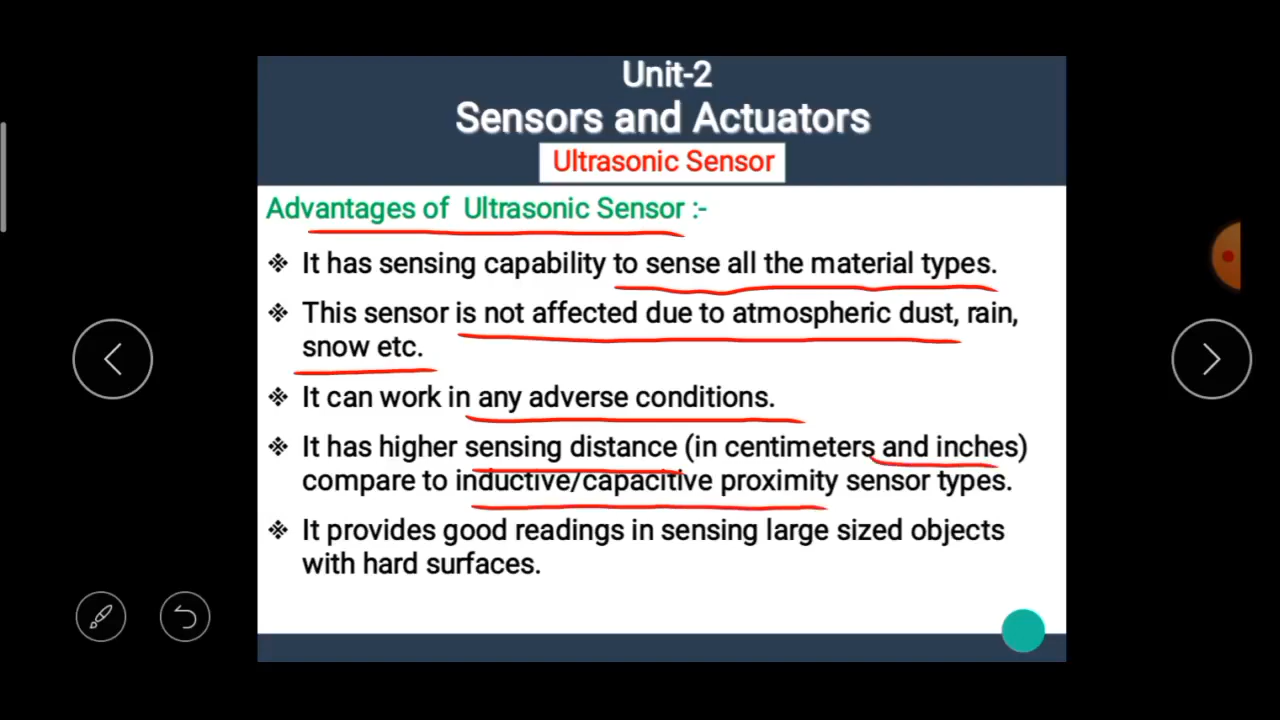 Unit-2
Sensors and Actuators
Ultrasonic Sensor
Advantages of Ultrasonic Sensor :-
❖ It has sensing capability to sense all the material types.
❖ This sensor is not affected due to atmospheric dust, rain,
snow etc.
❖ It can work in any adverse conditions.
❖ It has higher sensing distance (in centimeters and inches)
compare to inductive/capacitive proximity sensor types.
❖ It provides good readings in sensing large sized objects
with hard surfaces.